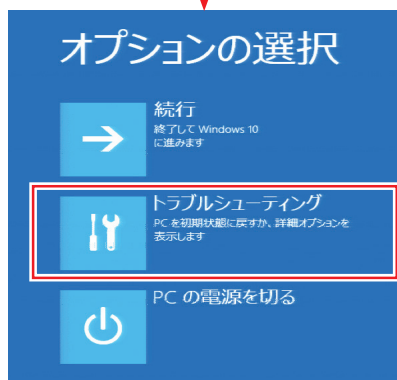 オプションの選択
続行
終了して Windows 10
に進みます
トラブルシューティング
PC を初期状態に戻すか、詳細オプションを
表示します
PC の電源を切る